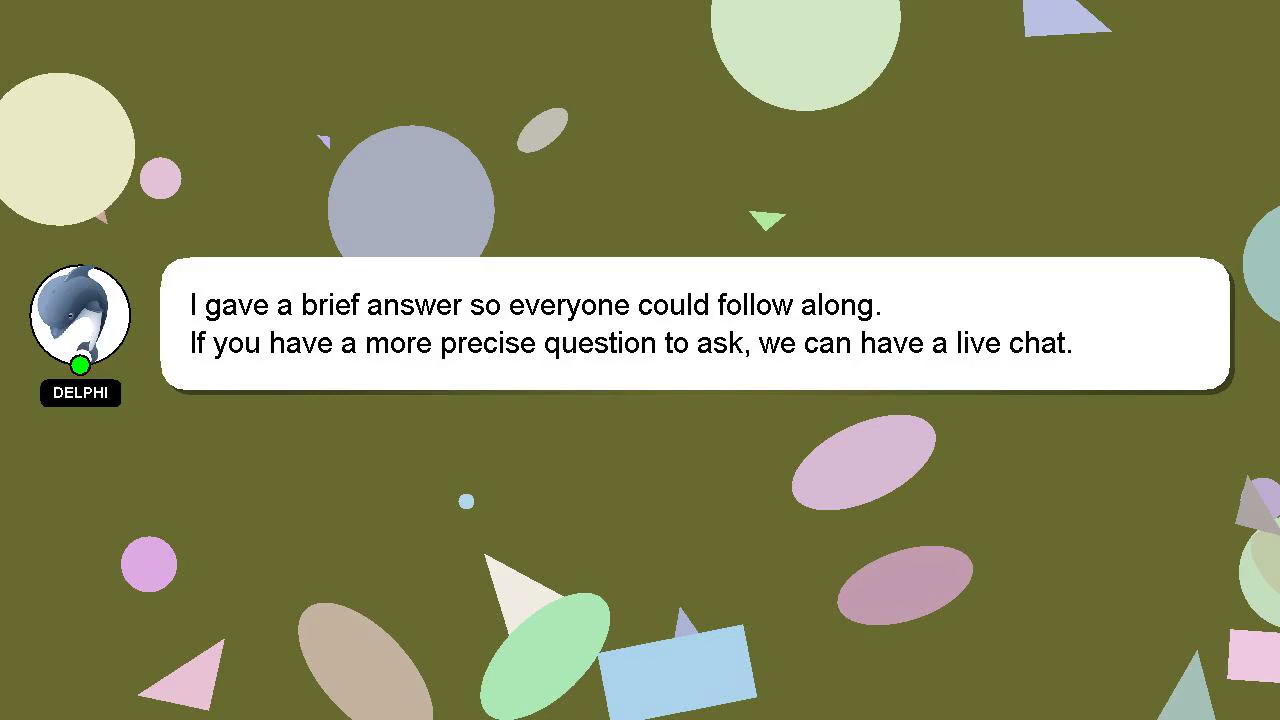 I gave a brief answer so everyone could follow along.
If you have a more precise question to ask, we can have a live chat.
DELPHI